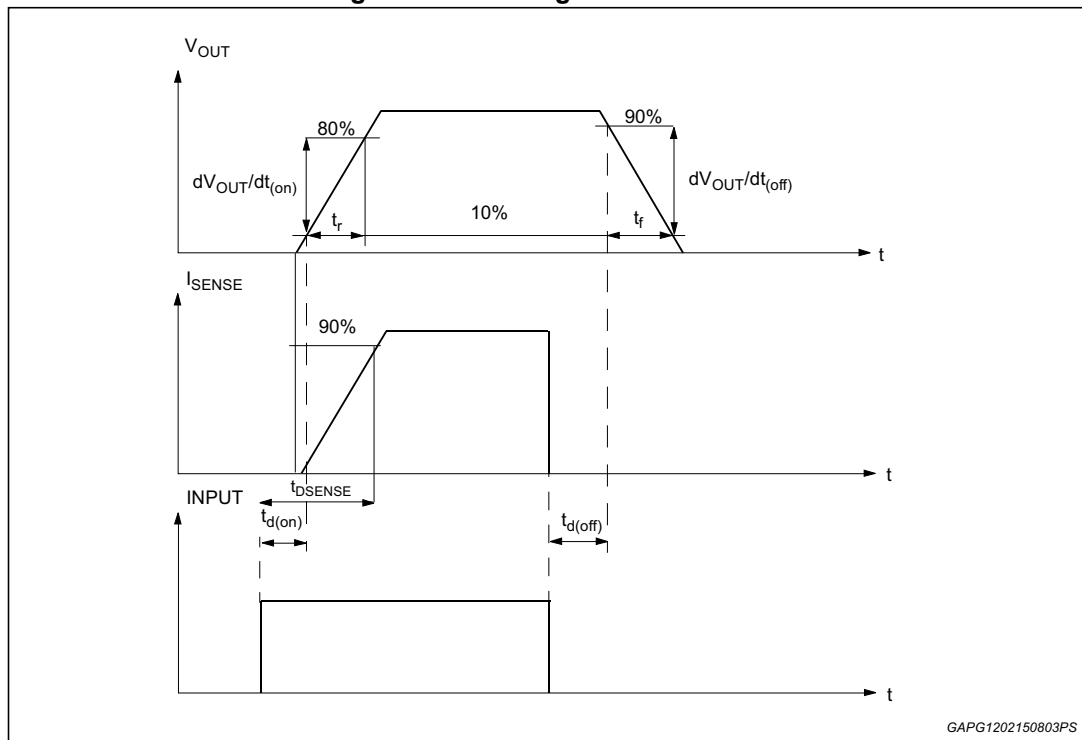 V_OUT
80%
90%
dV_OUT/dt_(on)
dV_OUT/dt_(off)
t_r
10%
t_f
t
I_SENSE
90%
t
t_DSENSE
INPUT
t_d(on)
t_d(off)
t
GAPG1202150803PS